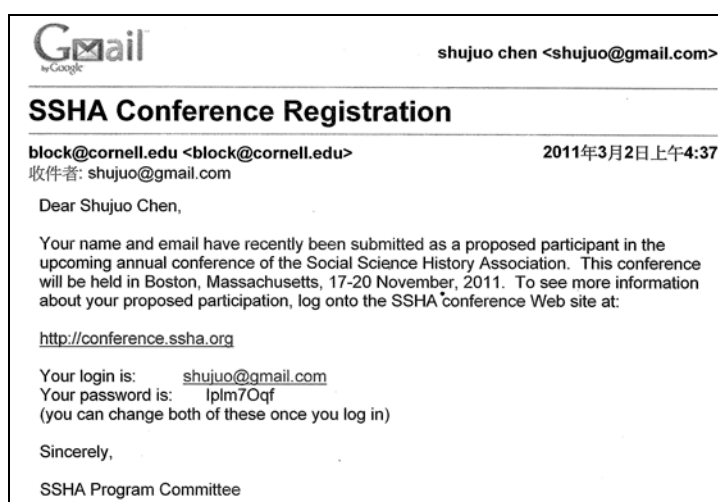 Gmail
by Google
shujuo chen <shujuo@gmail.com>
SSHA Conference Registration
block@cornell.edu <block@cornell.edu>
2011年3月2日上午4:37
收件者: shujuo@gmail.com
Dear Shujuo Chen,
Your name and email have recently been submitted as a proposed participant in the
upcoming annual conference of the Social Science History Association. This conference
will be held in Boston, Massachusetts, 17-20 November, 2011. To see more information
about your proposed participation, log onto the SSHA conference Web site at:
http://conference.ssha.org
Your login is: shujuo@gmail.com
Your password is: Iplm7Oqf
(you can change both of these once you log in)
Sincerely,
SSHA Program Committee